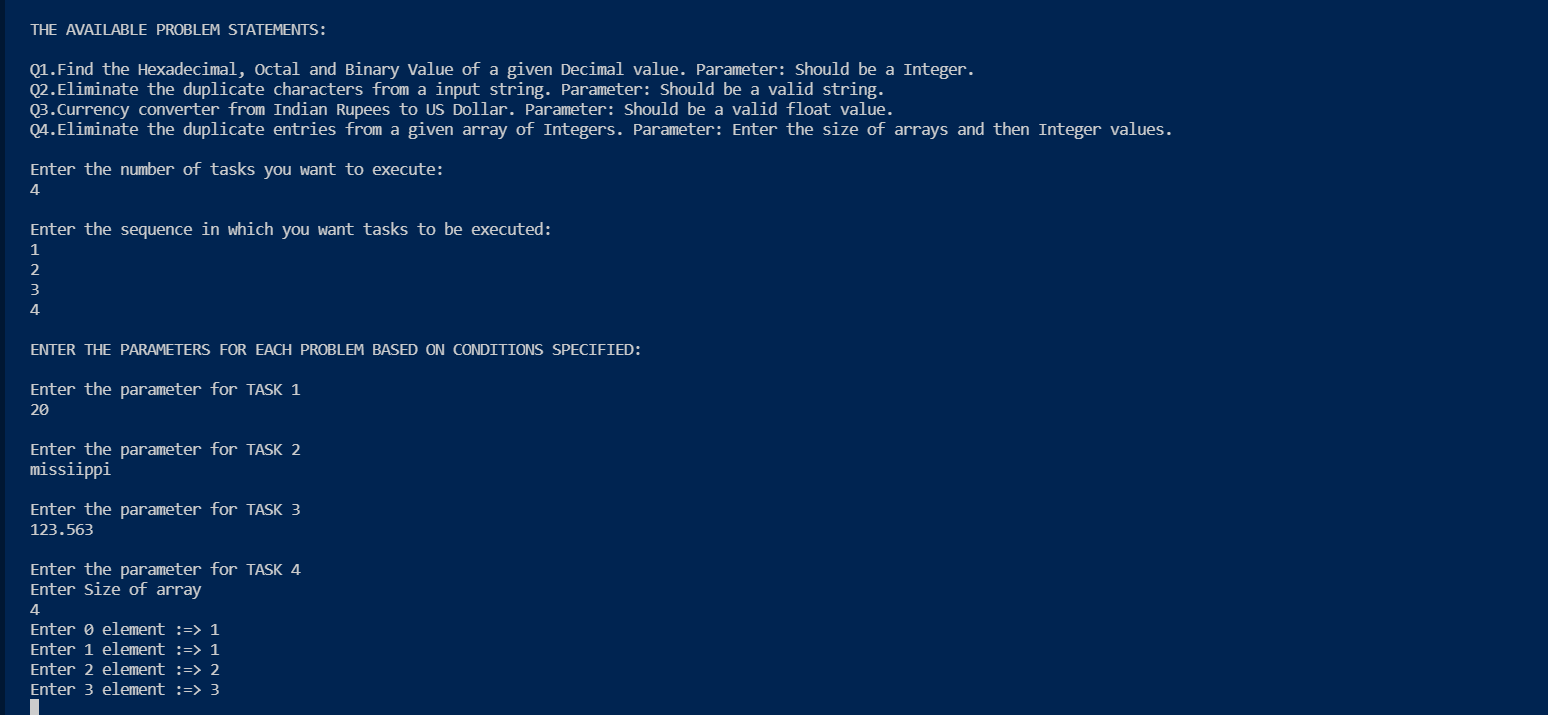 THE AVAILABLE PROBLEM STATEMENTS:
Q1.Find the Hexadecimal, Octal and Binary Value of a given Decimal value. Parameter: Should be a Integer.
Q2.Eliminate the duplicate characters from a input string. Parameter: Should be a valid string.
Q3.Currency converter from Indian Rupees to US Dollar. Parameter: Should be a valid float value.
Q4.Eliminate the duplicate entries from a given array of Integers. Parameter: Enter the size of arrays and then Integer values.
Enter the number of tasks you want to execute:
4
Enter the sequence in which you want tasks to be executed:
1
2
3
4
ENTER THE PARAMETERS FOR EACH PROBLEM BASED ON CONDITIONS SPECIFIED:
Enter the parameter for TASK 1
20
Enter the parameter for TASK 2
missiippi
Enter the parameter for TASK 3
123.563
Enter the parameter for TASK 4
Enter Size of array
4
Enter 0 element :=> 1
Enter 1 element :=> 1
Enter 2 element :=> 2
Enter 3 element :=> 3